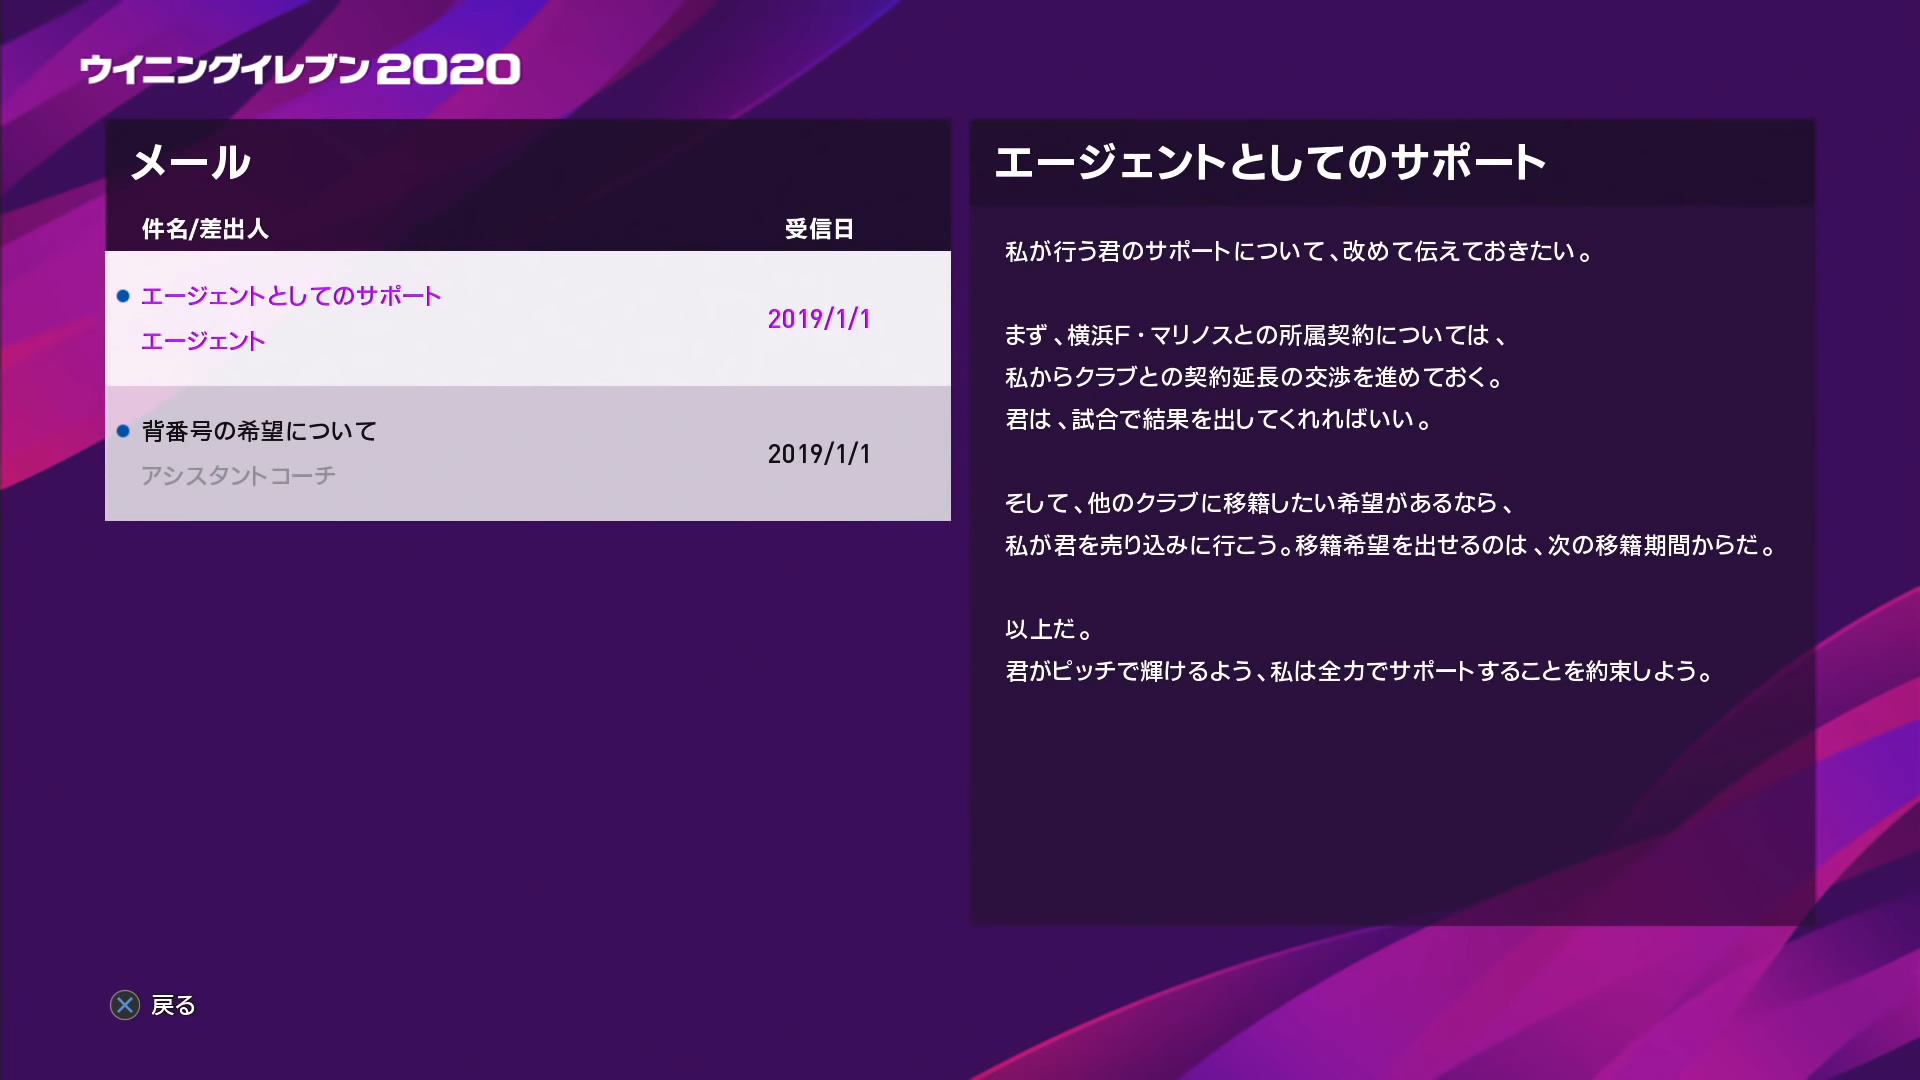 ウイニングイレブン2020
メール
件名/差出人 受信日
エージェントとしてのサポート
エージェント
2019/1/1
背番号の希望について
アシスタントコーチ
2019/1/1
エージェントとしてのサポート
私が行う君のサポートについて、改めて伝えておきたい。
まず、横浜F・マリノスとの所属契約については、
私からクラブとの契約延長の交渉を進めておく。
君は、試合で結果を出してくれればいい。
そして、他のクラブに移籍したい希望があるなら、
私が君を売り込みに行こう。移籍希望を出せるのは、次の移籍期間からだ。
以上だ。
君がピッチで輝けるよう、私は全力でサポートすることを約束しよう。
戻る